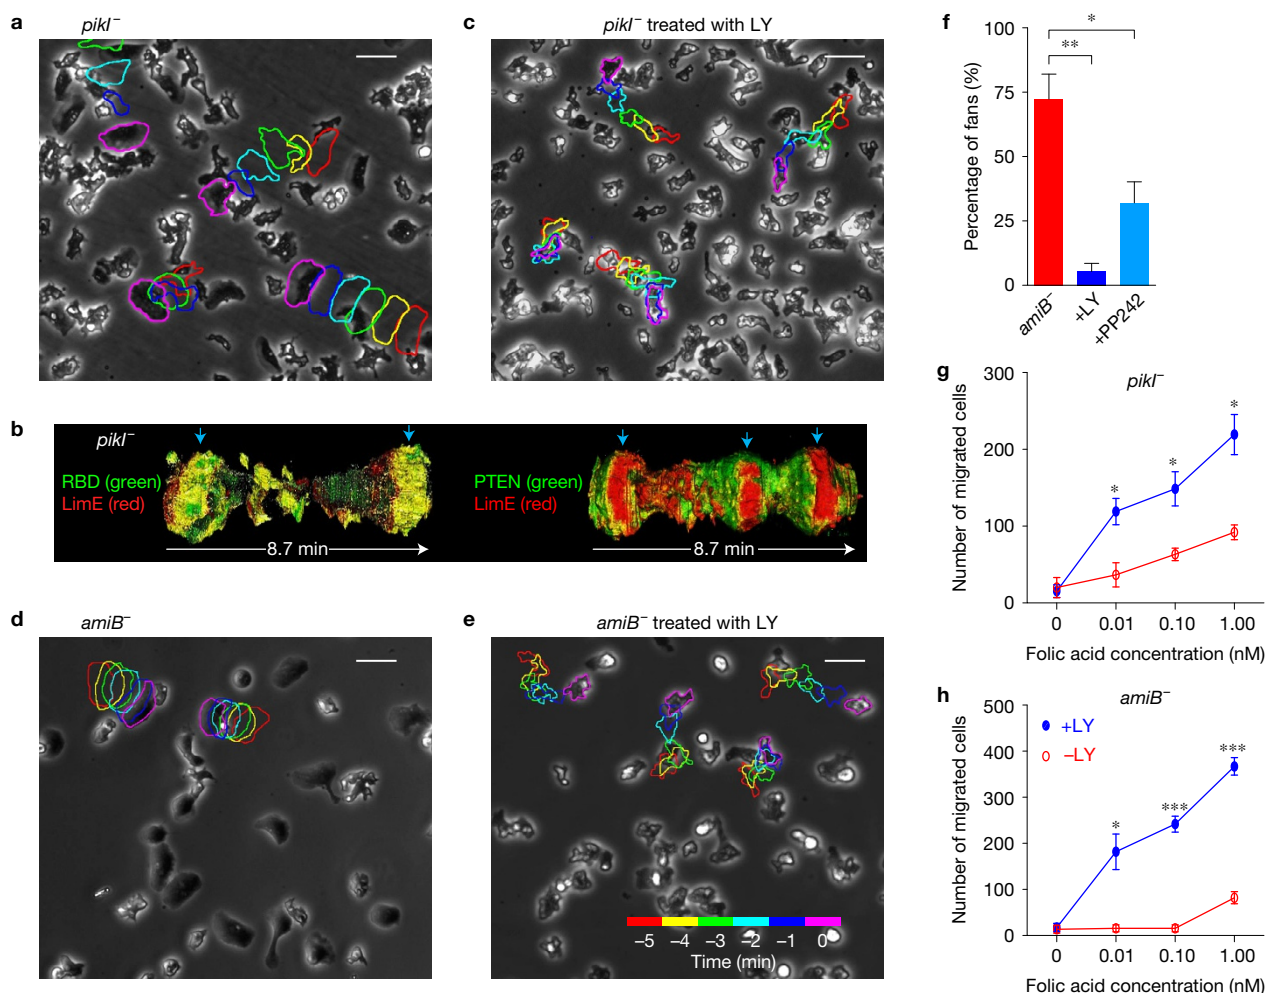 a pikI⁻
b pikI⁻
RBD (green)
LimE (red)
8.7 min
PTEN (green)
LimE (red)
8.7 min
c pikI⁻ treated with LY
d amiB⁻
e amiB⁻ treated with LY
–5 –4 –3 –2 –1 0
Time (min)
f
Percentage of fans (%)
100
75
50
25
0
*
**
amiB⁻
+LY
+PP242
g pikI⁻
Number of migrated cells
300
200
100
0
* * *
0 0.01 0.10 1.00
Folic acid concentration (nM)
h amiB⁻
+LY
–LY
Number of migrated cells
500
400
300
200
100
0
* *** ***
0 0.01 0.10 1.00
Folic acid concentration (nM)